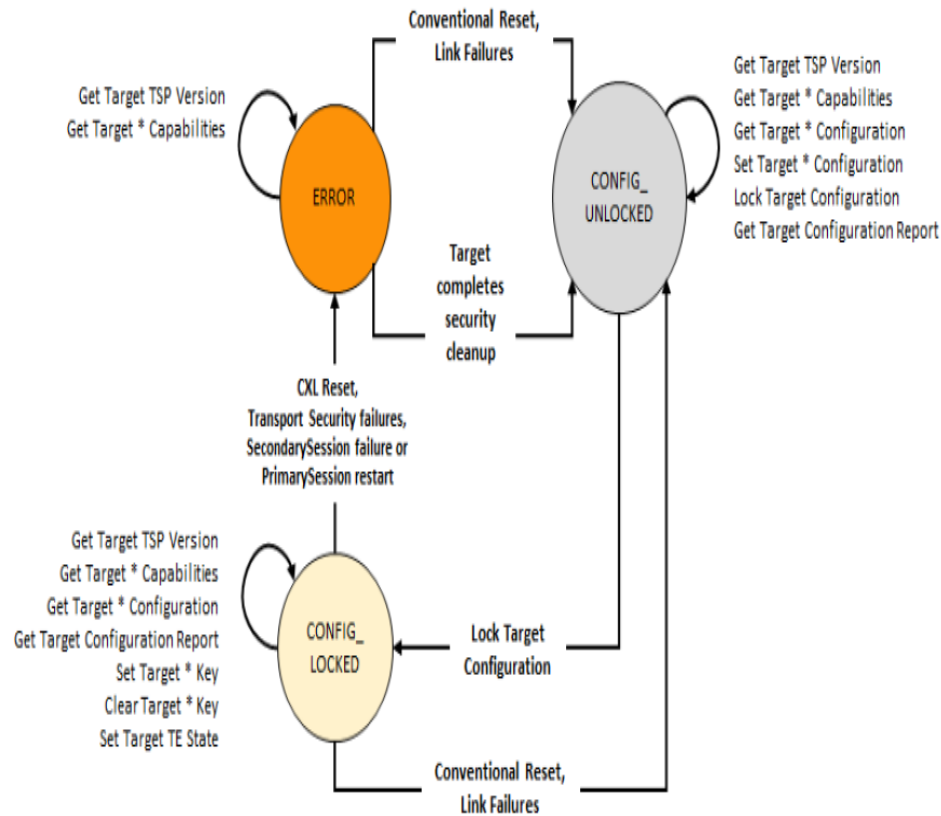 Conventional Reset,
Link Failures
Get Target TSP Version
Get Target * Capabilities
ERROR
Get Target TSP Version
Get Target * Capabilities
Get Target * Configuration
Set Target * Configuration
Lock Target Configuration
Get Target Configuration Report
CONFIG_
UNLOCKED
Target
completes
security
cleanup
CXL Reset,
Transport Security failures,
SecondarySession failure or
PrimarySession restart
Get Target TSP Version
Get Target * Capabilities
Get Target * Configuration
Get Target Configuration Report
Set Target * Key
Clear Target * Key
Set Target TE State
CONFIG_
LOCKED
Lock Target
Configuration
Conventional Reset,
Link Failures